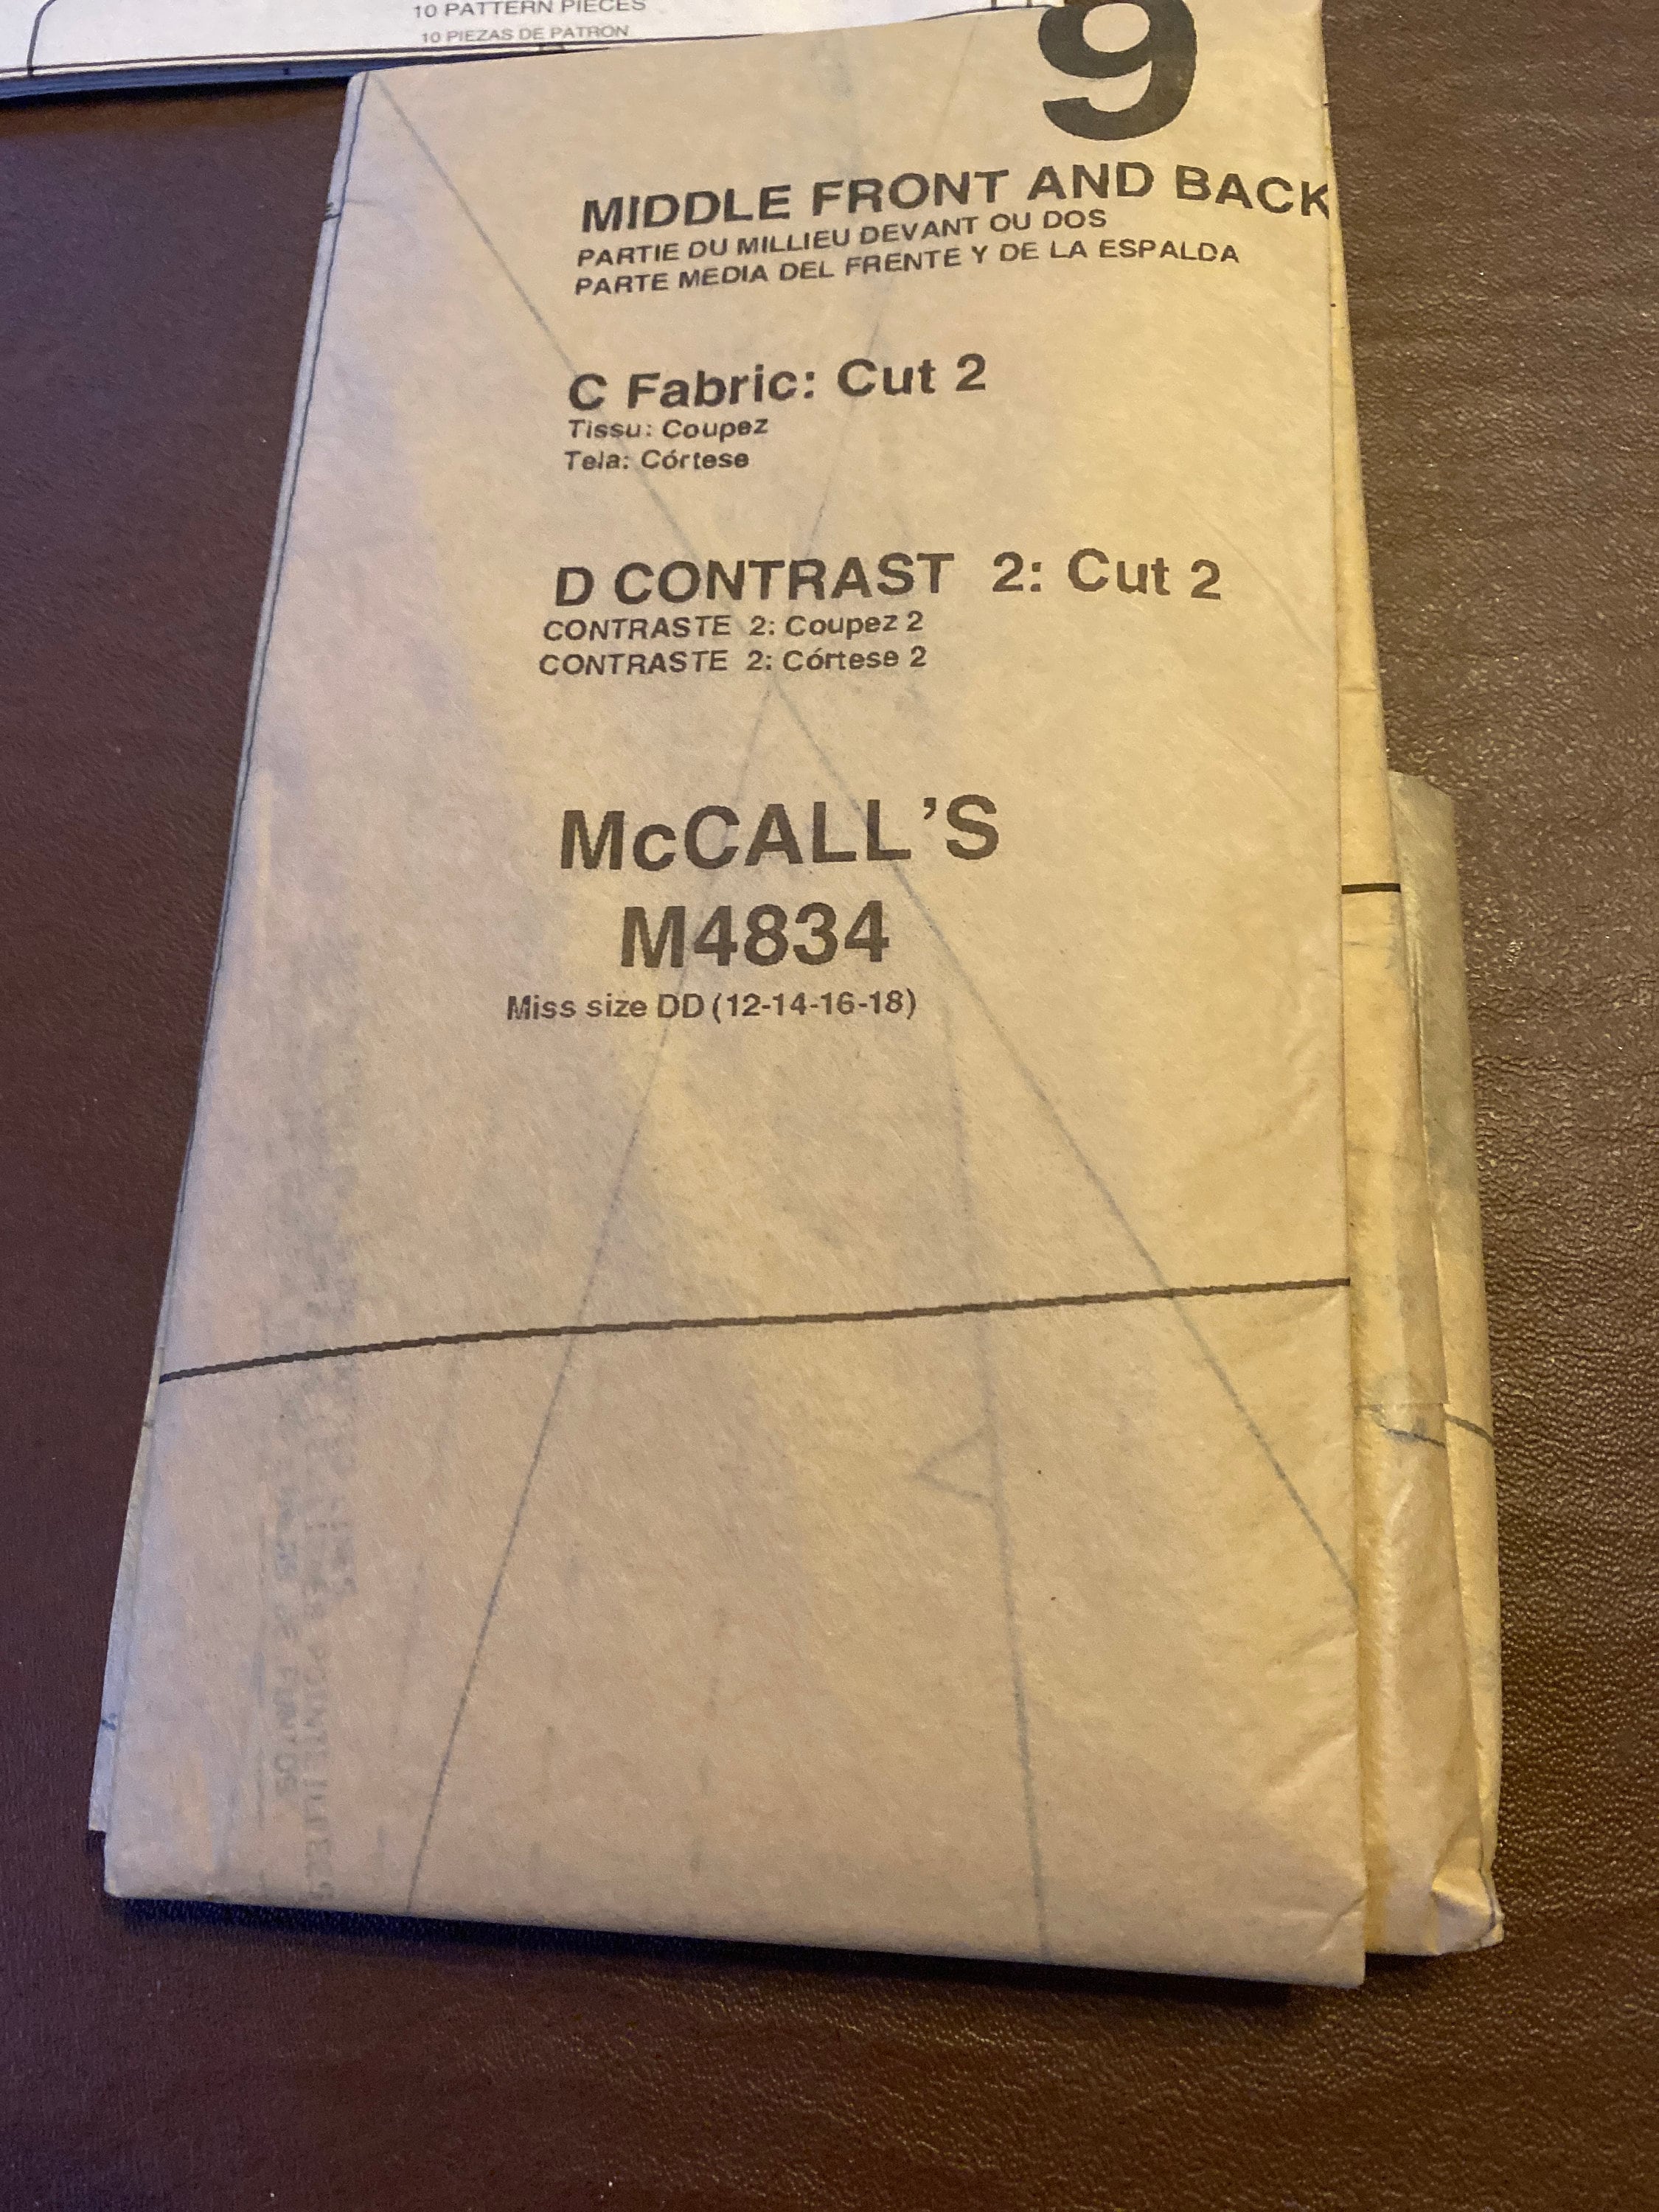 10 PATTERN PIECES
10 PIEZAS DE PATRON
9
MIDDLE FRONT AND BACK
PARTIE DU MILLIEU DEVANT OU DOS
PARTE MEDIA DEL FRENTE Y DE LA ESPALDA
C Fabric: Cut 2
Tissu: Coupez
Tela: Córtese
D CONTRAST 2: Cut 2
CONTRASTE 2: Coupez 2
CONTRASTE 2: Córtese 2
McCALL'S
M4834
Miss size DD (12-14-16-18)